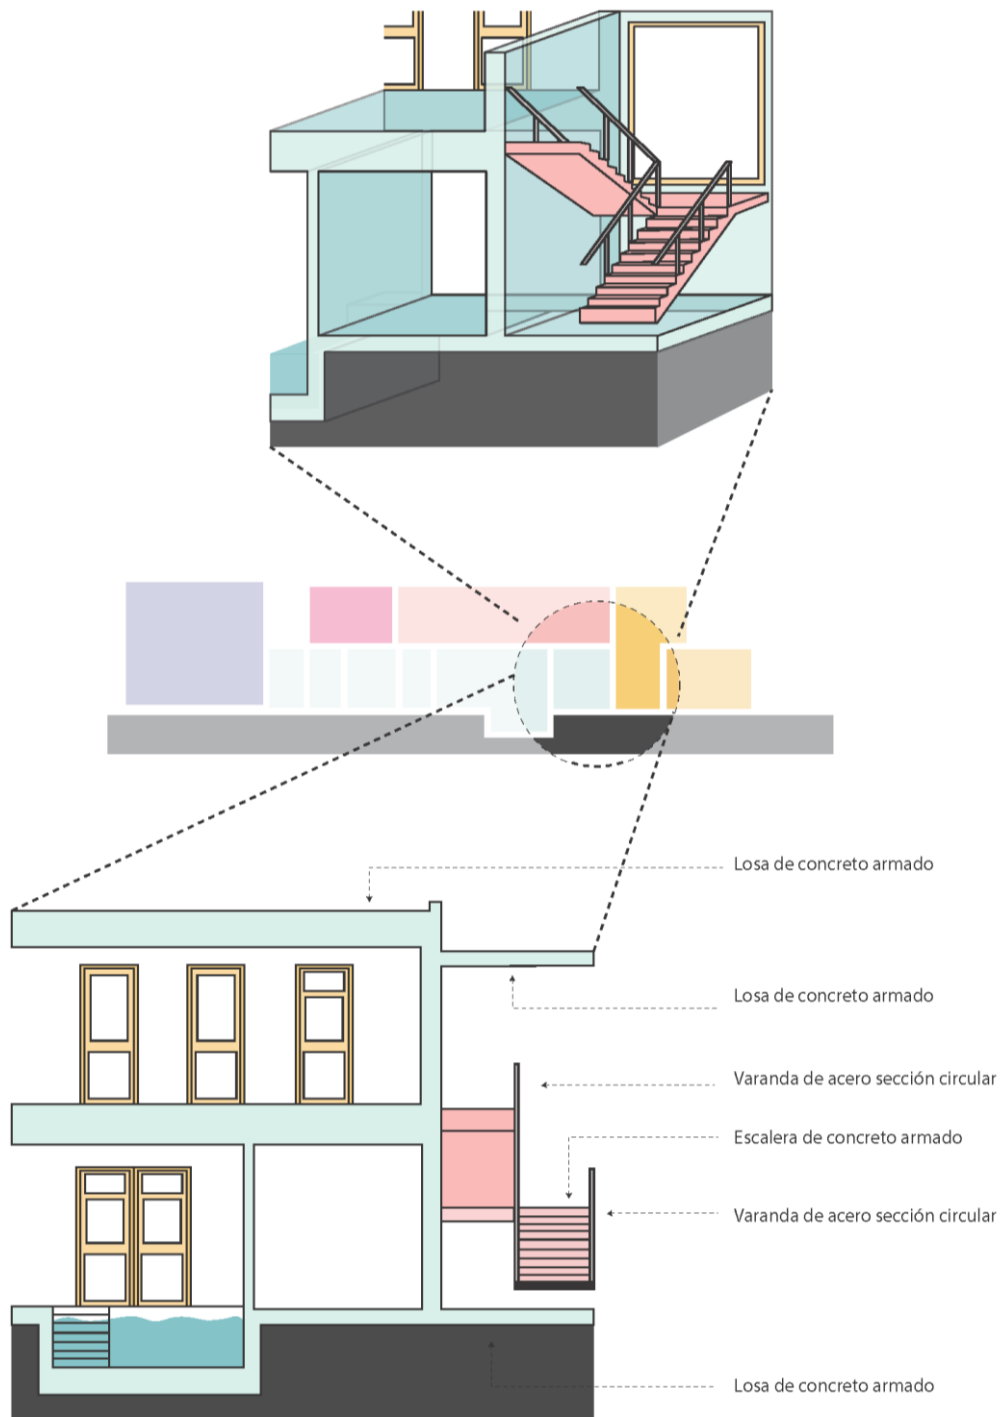 Losa de concreto armado
Losa de concreto armado
Varanda de acero sección circular
Escalera de concreto armado
Varanda de acero sección circular
Losa de concreto armado